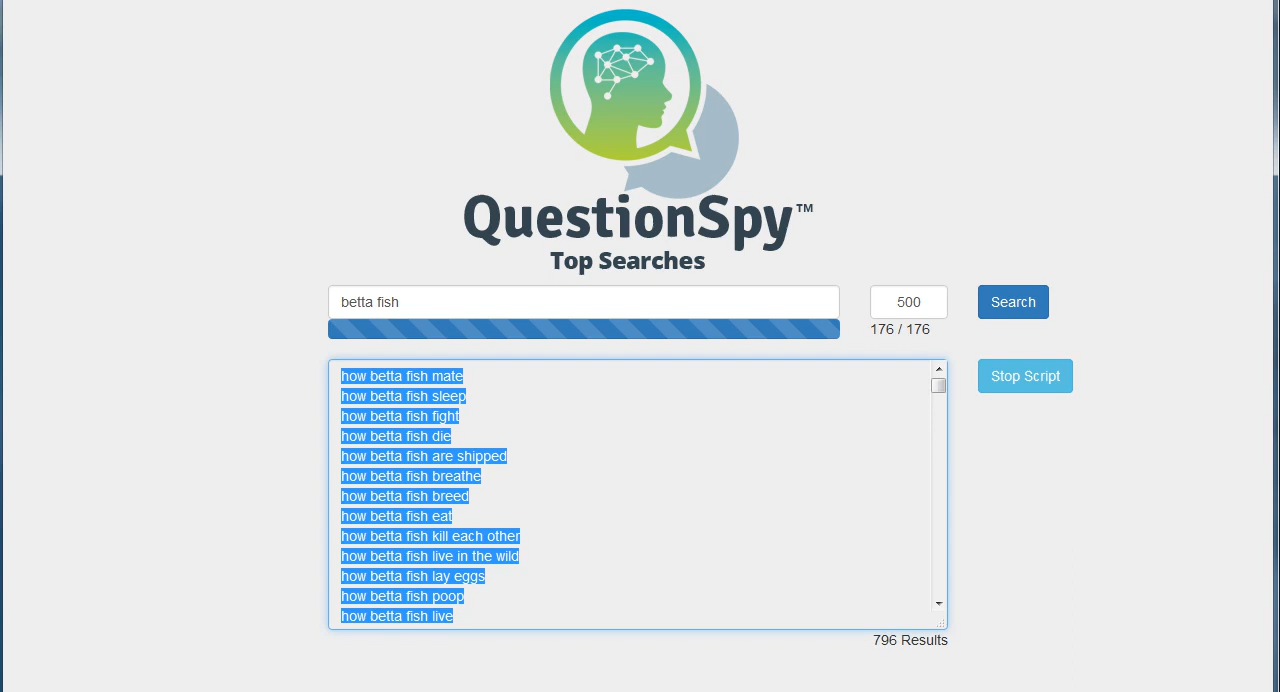 QuestionSpy™
Top Searches
betta fish
500
Search
176 / 176
how betta fish mate
how betta fish sleep
how betta fish fight
how betta fish die
how betta fish are shipped
how betta fish breathe
how betta fish breed
how betta fish eat
how betta fish kill each other
how betta fish live in the wild
how betta fish lay eggs
how betta fish poop
how betta fish live
Stop Script
796 Results